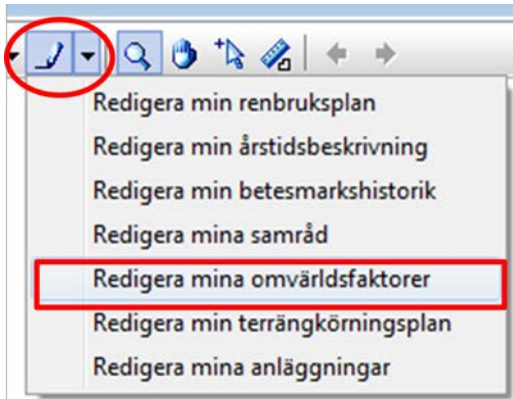 Redigera min renbruksplan
Redigera min årstidsbeskrivning
Redigera min betesmarkshistorik
Redigera mina samråd
Redigera mina omvärldsfaktorer
Redigera min terrängkörningsplan
Redigera mina anläggningar